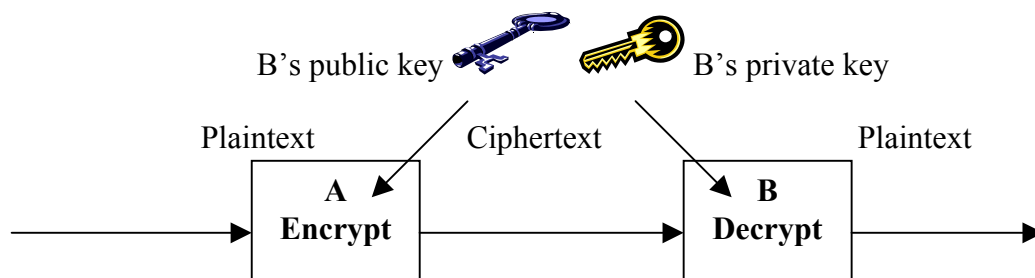 B's public key
B's private key
Plaintext
Ciphertext
Plaintext
A
Encrypt
B
Decrypt